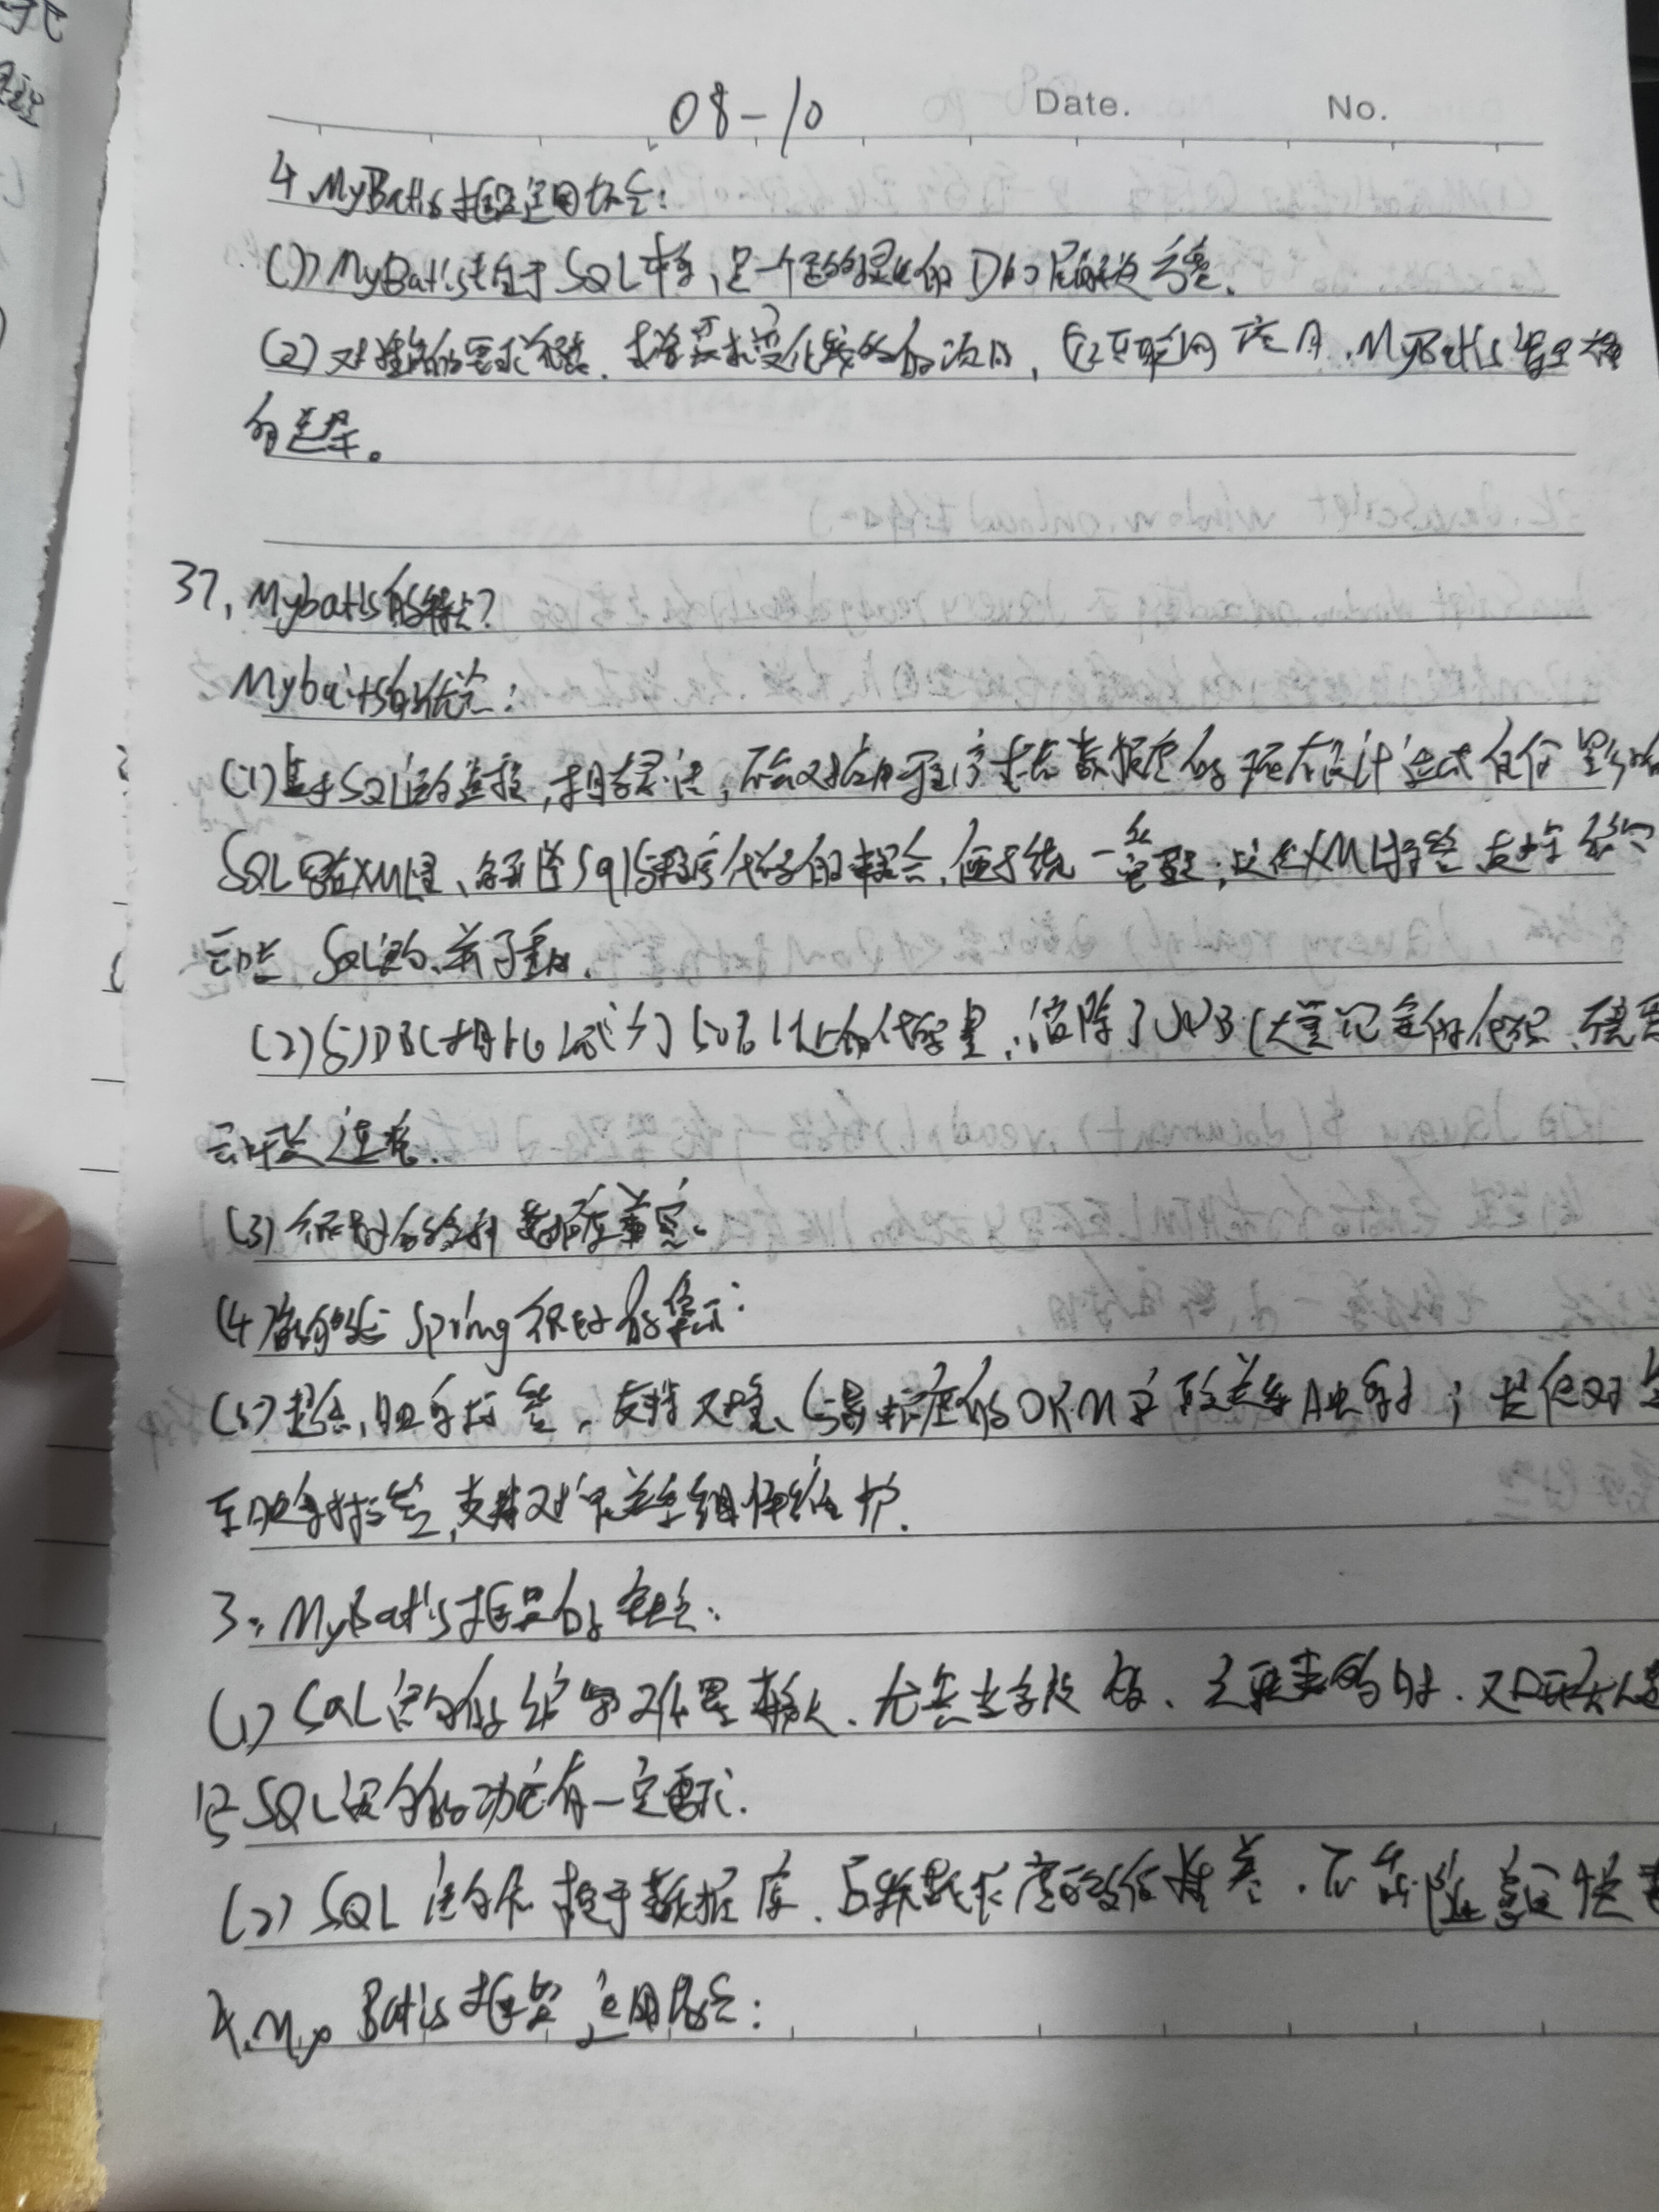 08-10 Date. No.
4 MyBatis框架适用场合:
(1) MyBatis专注于SQL本身,是一个足够灵活的DAO层解决方案.
(2) 对性能的要求很高,或者需求变化较多的项目,如互联网应用,MyBatis将是不错
的选择。
37, Mybatis的特点?
Mybaits的优点:
(1) 基于SQL语句编程,相当灵活,不会对应用程序或者数据库的现有设计造成任何影响
SQL写在XML里,解除sql与程序代码的耦合,便于统一管理;提供XML标签,支持编写
动态SQL语句,并可重用.
(2) 与JDBC相比,减少了50%以上的代码量,消除了JDBC大量冗余的代码,不需
手动开关连接.
(3) 很好的各种数据库兼容.
(4) 能够与Spring很好的集成:
(5) 提供映射标签,支持对象与数据库的ORM字段关系映射;提供对象
关系映射标签,支持对象关系组件维护.
3. MyBatis框架的缺点:
(1) SQL语句的编写工作量较大,尤其当字段多、关联表多时,对开发人员
写SQL语句的功底有一定要求.
(2) SQL语句依赖于数据库,导致数据库移植性差,不能随意更换
4. MyBatis框架适用场合: